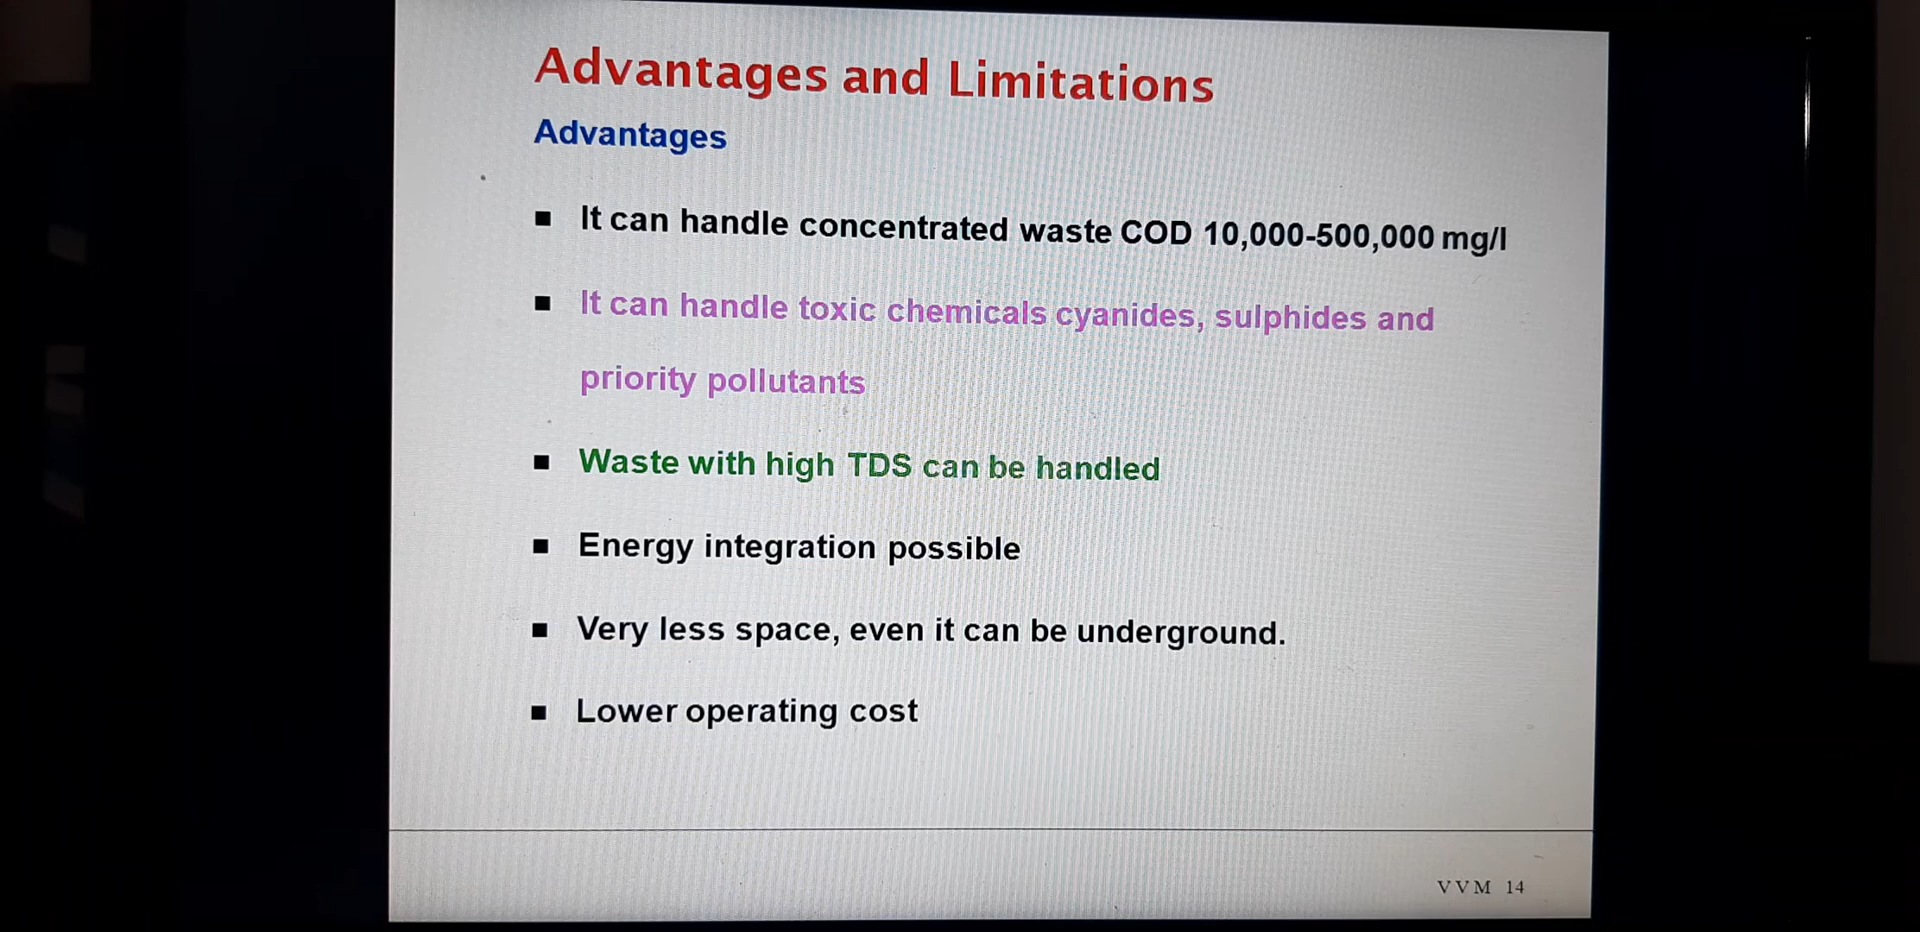 Advantages and Limitations
Advantages
▪ It can handle concentrated waste COD 10,000-500,000 mg/l
▪ It can handle toxic chemicals cyanides, sulphides and
priority pollutants
▪ Waste with high TDS can be handled
▪ Energy integration possible
▪ Very less space, even it can be underground.
▪ Lower operating cost
VVM 14